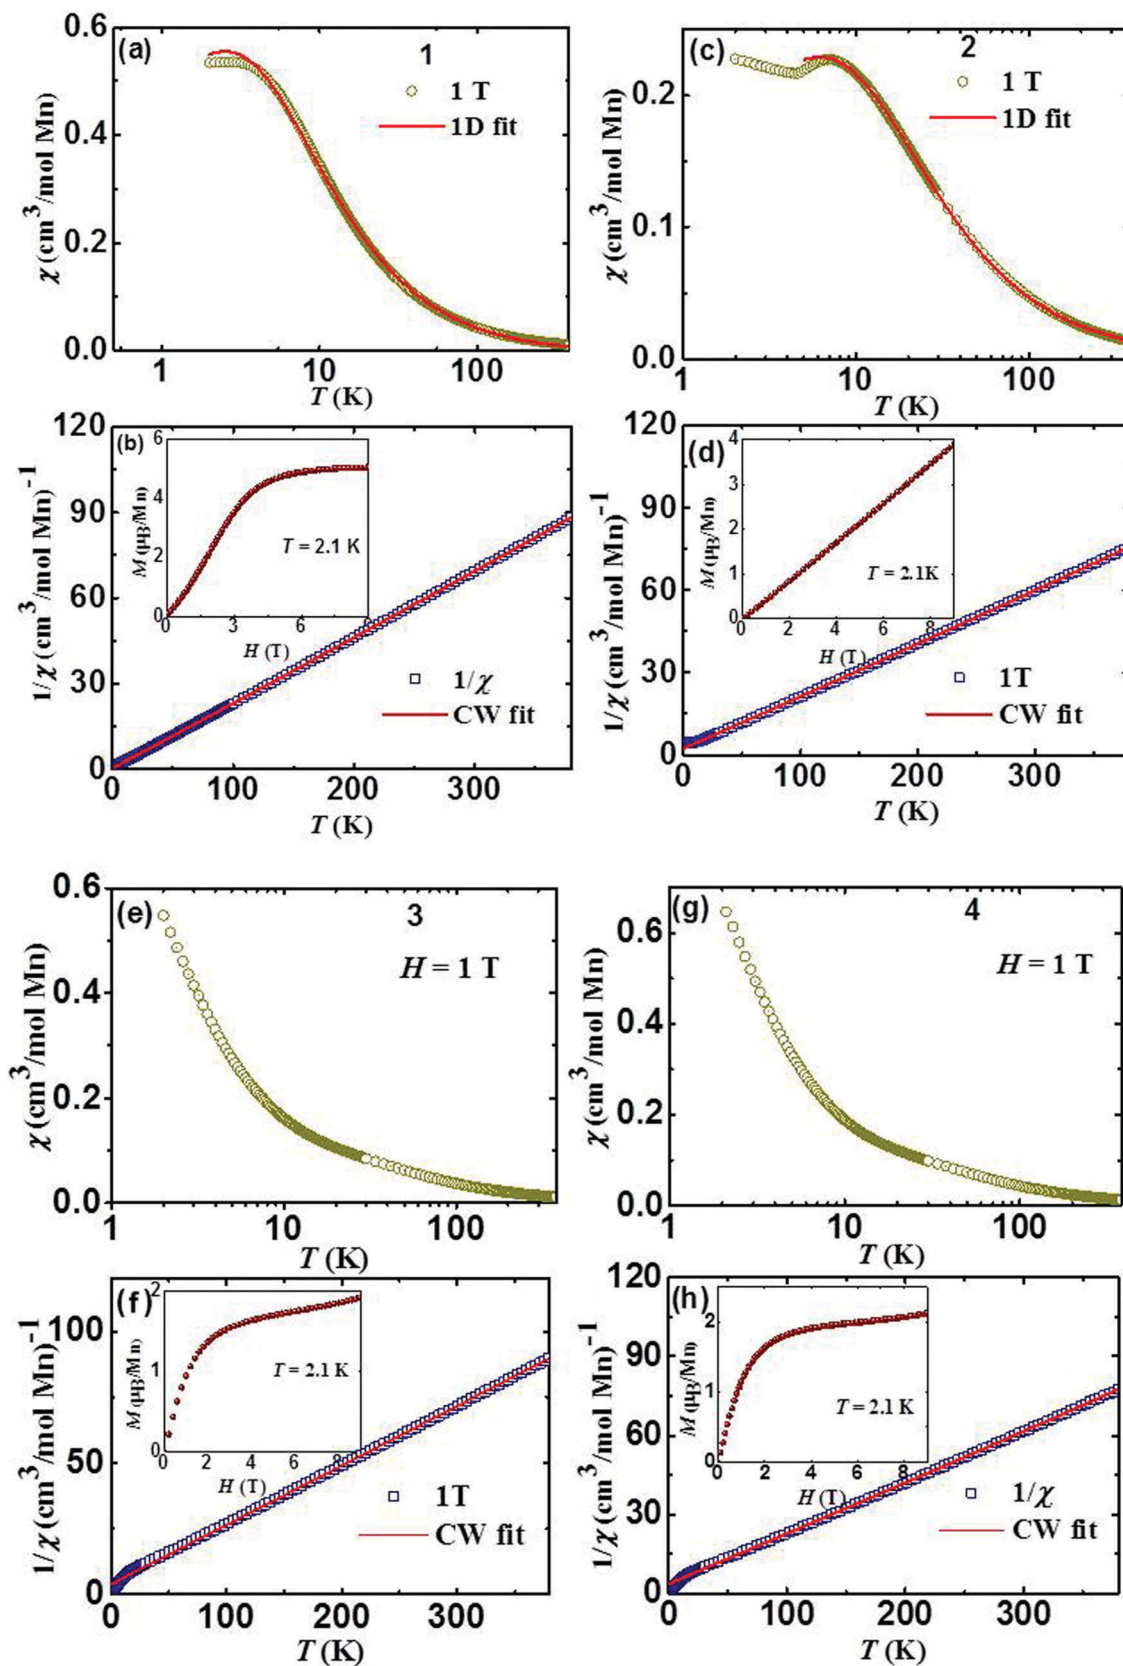 (a)
1
1 T
1D fit
χ (cm³/mol Mn)
0.6
0.4
0.2
0.0
1
10
100
T (K)
(c)
2
1 T
1D fit
χ (cm³/mol Mn)
0.2
0.1
0.0
1
10
100
T (K)
(b)
1/χ (cm³/mol Mn)⁻¹
120
90
60
30
0
M (μB/Mn)
6
4
2
0
0
3
6
9
T = 2.1 K
H (T)
1/χ
CW fit
0
100
200
300
T (K)
(d)
1/χ (cm³/mol Mn)⁻¹
120
90
60
30
0
M (μB/Mn)
4
3
2
1
0
0
2
4
6
8
T = 2.1K
H (T)
1T
CW fit
0
100
200
300
T (K)
(e)
3
H = 1 T
χ (cm³/mol Mn)
0.6
0.4
0.2
0.0
1
10
100
T (K)
(g)
4
H = 1 T
χ (cm³/mol Mn)
0.6
0.4
0.2
0.0
1
10
100
T (K)
(f)
1/χ (cm³/mol Mn)⁻¹
100
50
0
M (μB/Mn)
2
1
0
0
2
4
6
8
T = 2.1 K
H (T)
1T
CW fit
0
100
200
300
T (K)
(h)
1/χ (cm³/mol Mn)⁻¹
120
90
60
30
0
M (μB/Mn)
2
1
0
0
2
4
6
8
T = 2.1 K
H (T)
1/χ
CW fit
0
100
200
300
T (K)